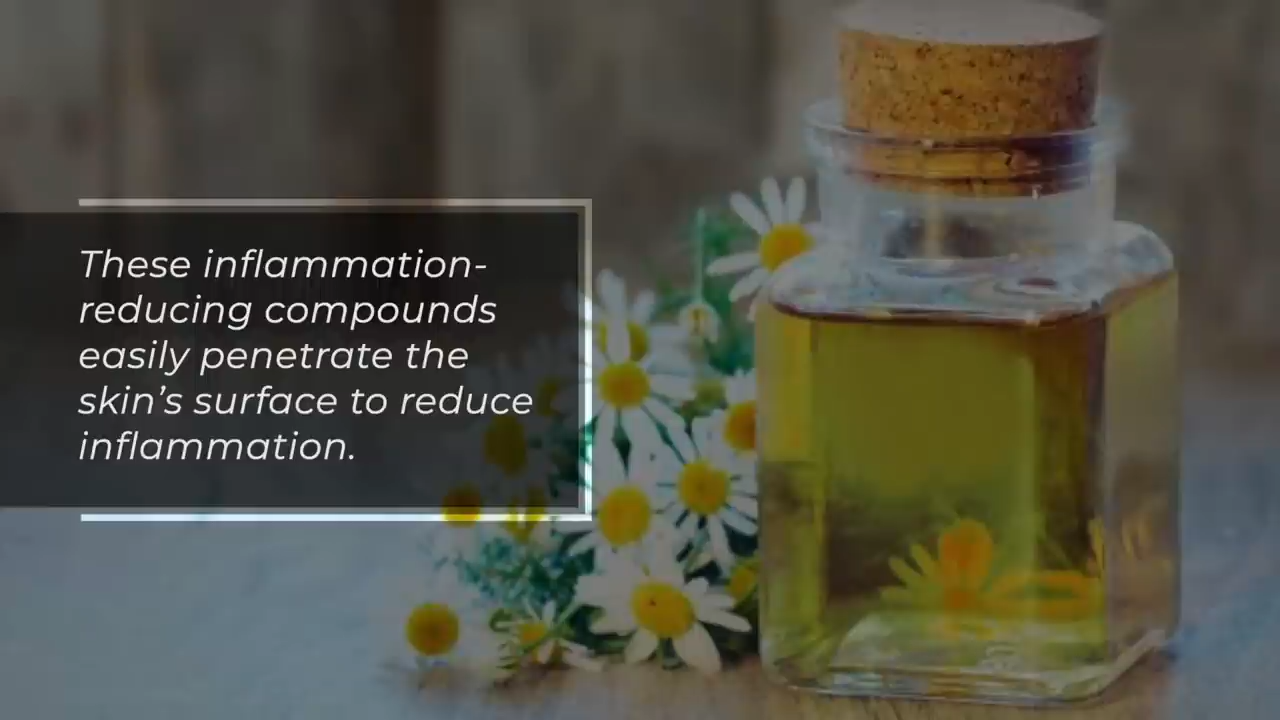 These inflammation-
reducing compounds
easily penetrate the
skin’s surface to reduce
inflammation.